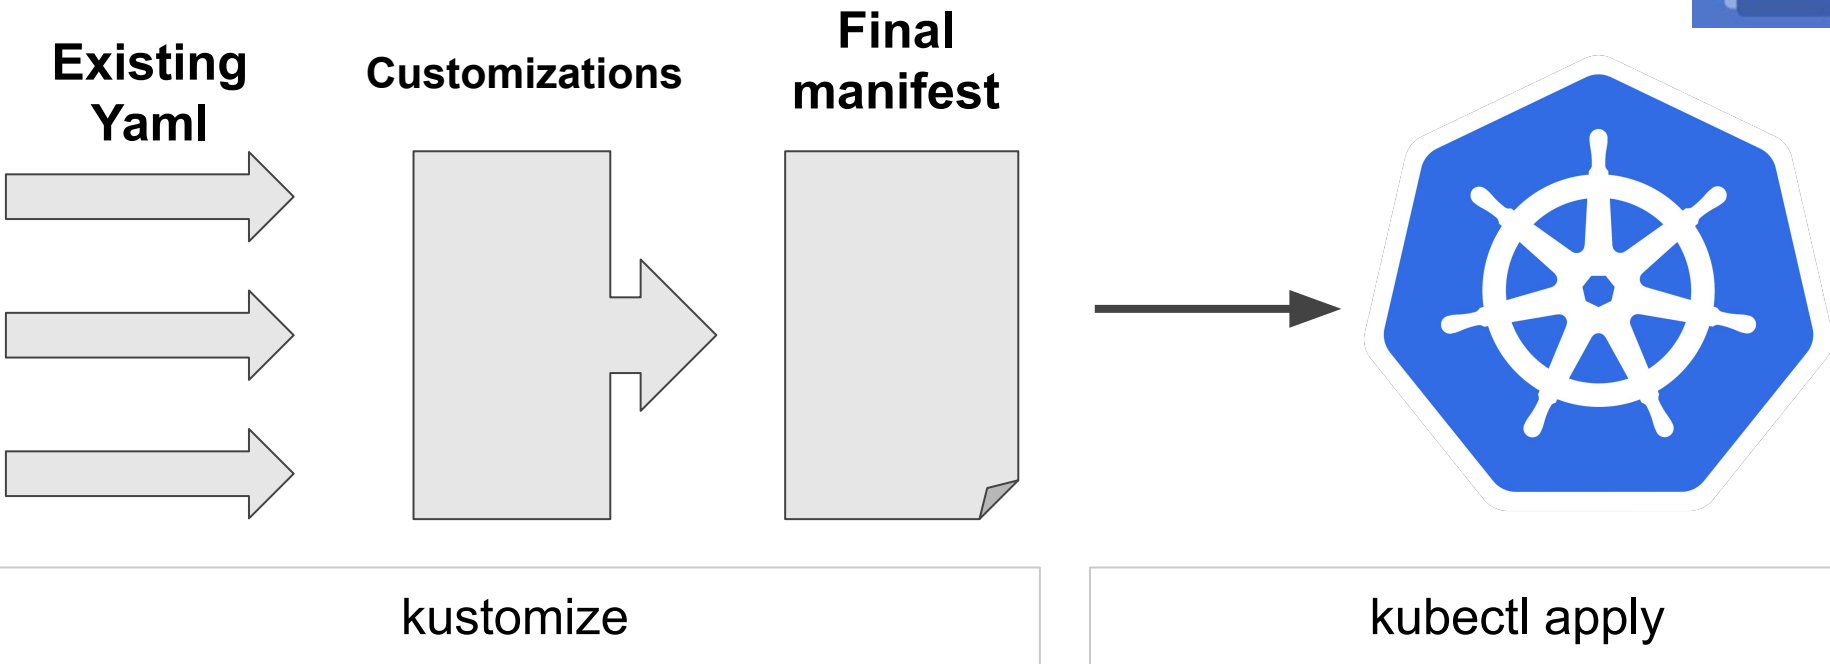 Existing
Yaml
Customizations
Final
manifest
kustomize
kubectl apply